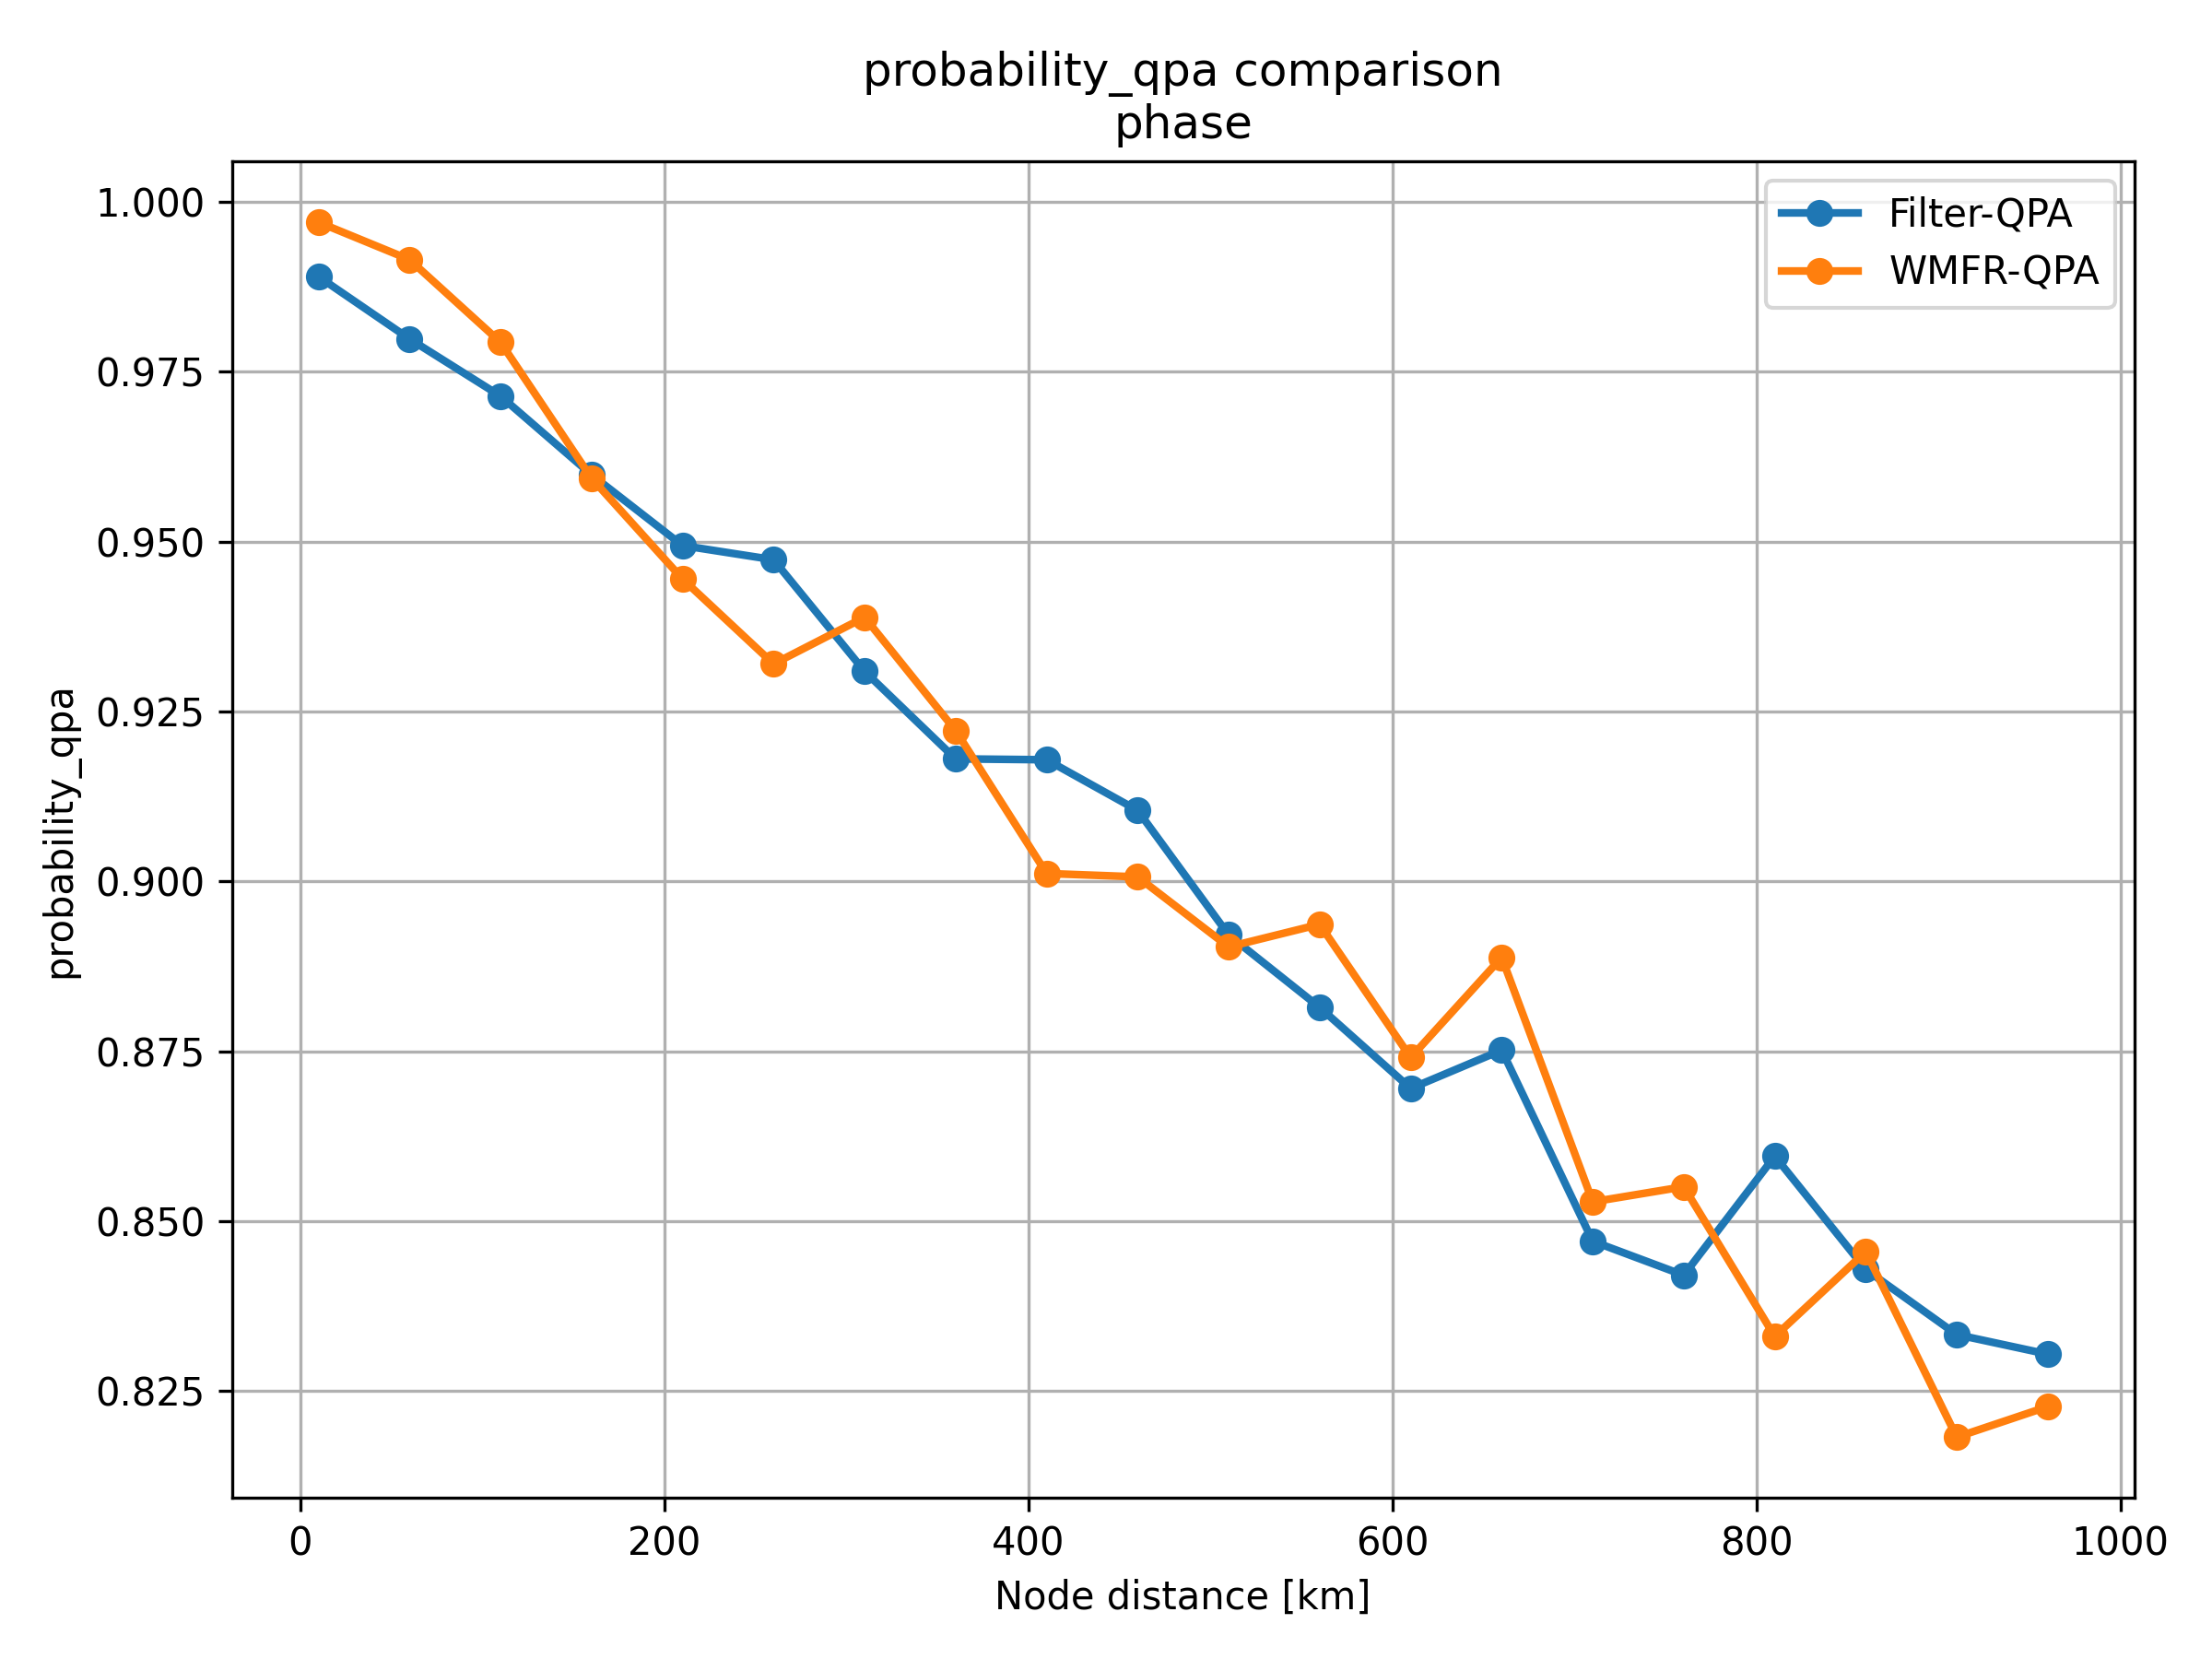 probability_qpa comparison
phase
Filter-QPA
WMFR-QPA
1.000
0.975
0.950
0.925
0.900
0.875
0.850
0.825
probability_qpa
0 200 400 600 800 1000
Node distance [km]